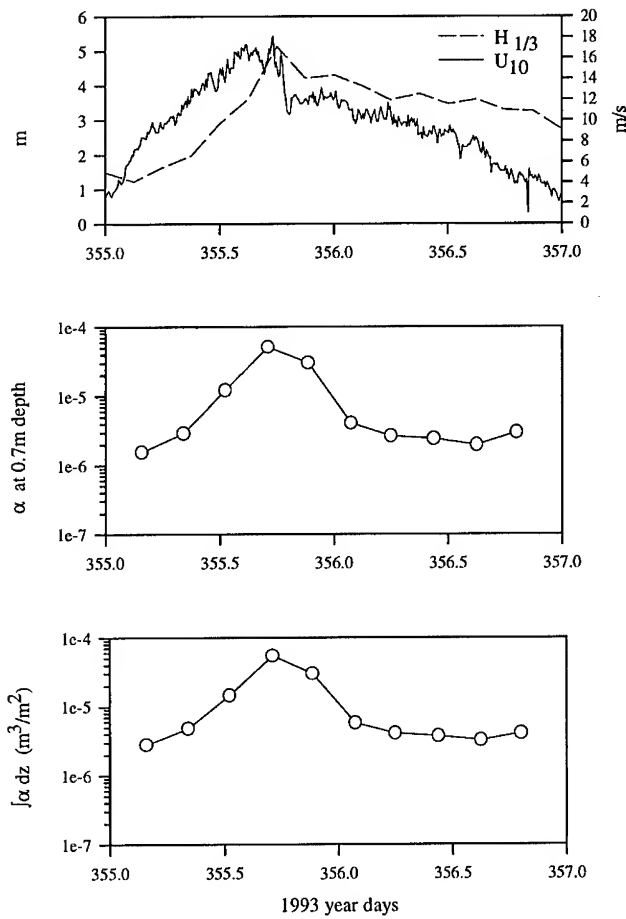 H 1/3
U10
6
5
4
3
2
1
0
m
20
18
16
14
12
10
8
6
4
2
0
m/s
355.0 355.5 356.0 356.5 357.0
1e-4
1e-5
1e-6
1e-7
α at 0.7m depth
355.0 355.5 356.0 356.5 357.0
1e-4
1e-5
1e-6
1e-7
∫α dz (m³/m²)
355.0 355.5 356.0 356.5 357.0
1993 year days